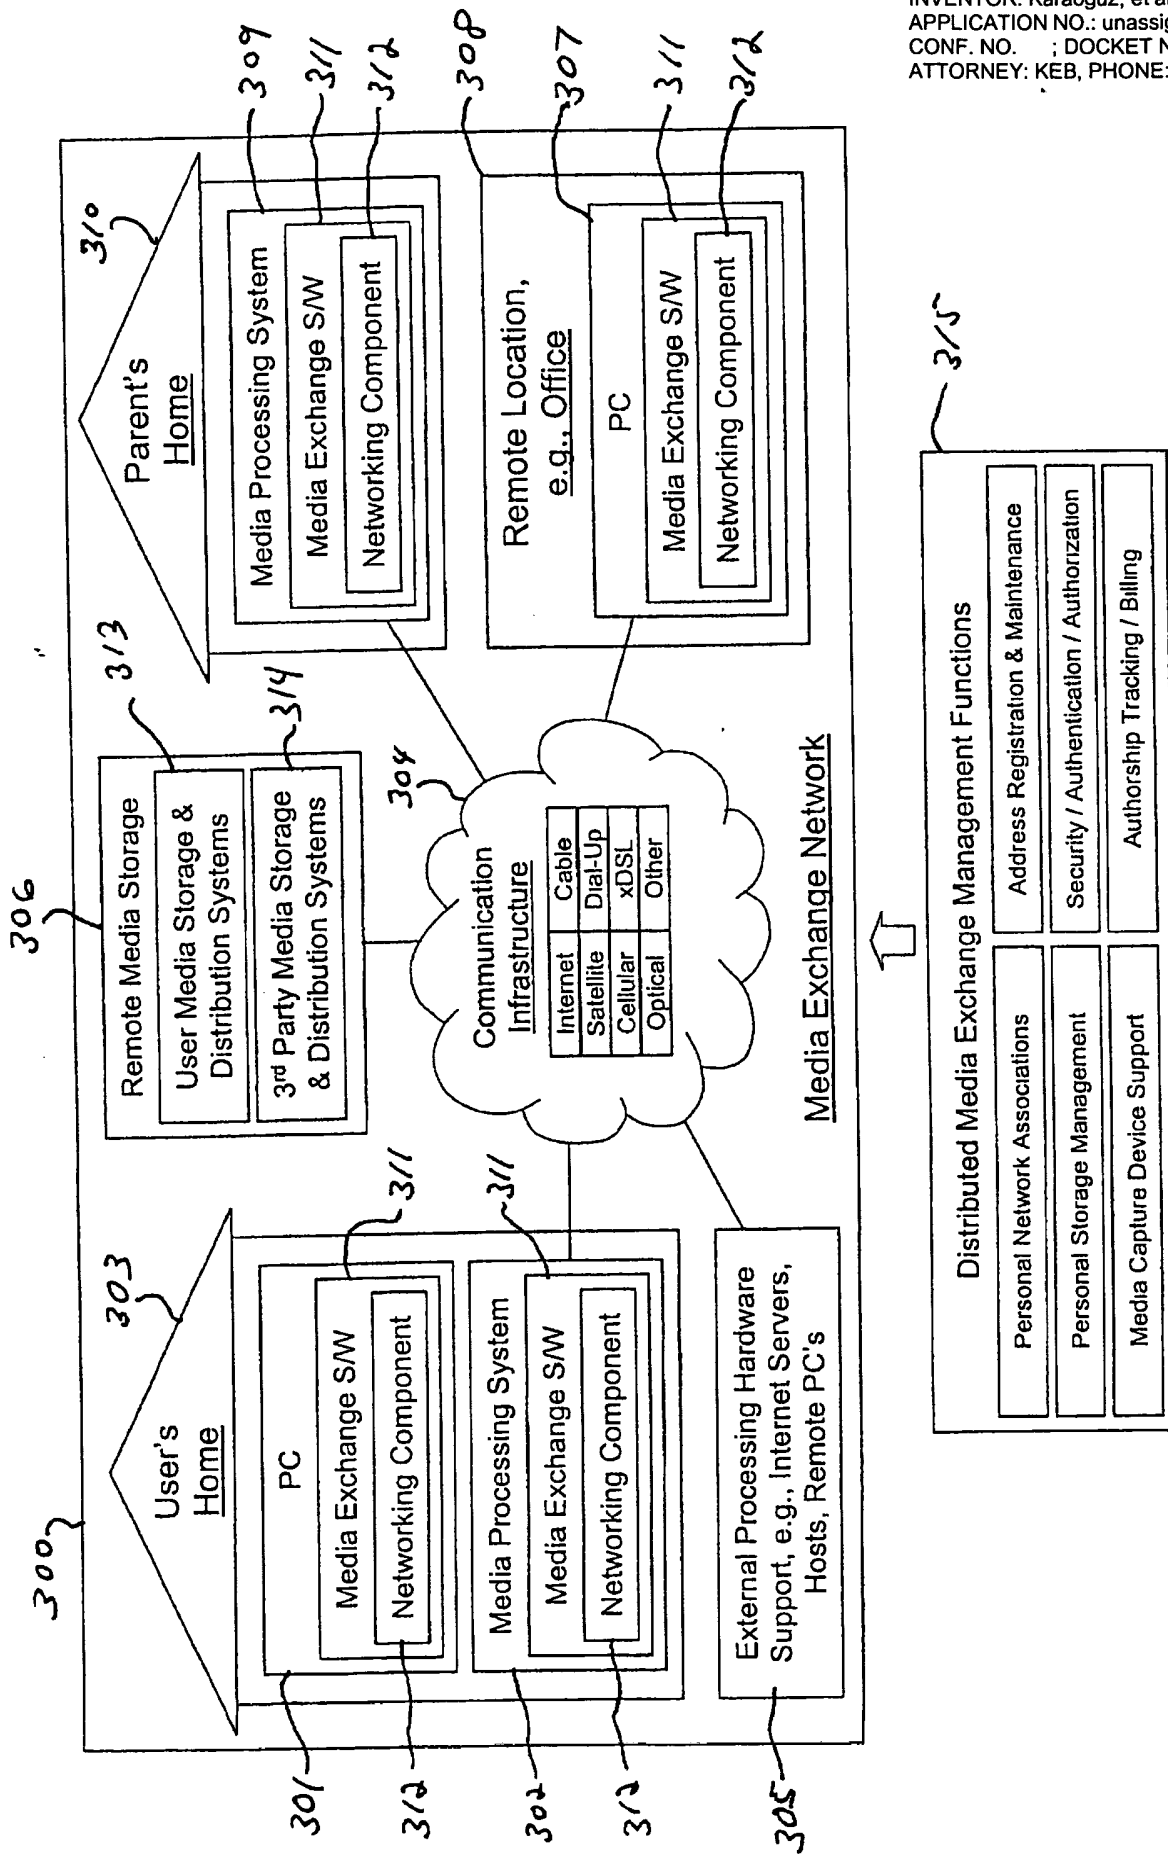 INVENTOR: Karaoguz, et
APPLICATION NO.:
CONF. NO. ; DOCKET
ATTORNEY: KEB, PHONE:
300
303
User's
Home
PC
Media Exchange S/W
Networking Component
Media Processing System
Media Exchange S/W
Networking Component
311
311
301
312
302
312
External Processing Hardware
Support, e.g., Internet Servers,
Hosts, Remote PC's
305
306
Remote Media Storage
User Media Storage &
Distribution Systems
3rd Party Media Storage
& Distribution Systems
313
314
304
Communication
Infrastructure
Internet Cable
Satellite Dial-Up
Cellular xDSL
Optical Other
Media Exchange Network
310
Parent's
Home
Media Processing System
Media Exchange S/W
Networking Component
309
311
312
308
307
Remote Location,
e.g., Office
PC
Media Exchange S/W
Networking Component
311
312
315
Distributed Media Exchange Management Functions
Personal Network Associations Address Registration & Maintenance
Personal Storage Management Security / Authentication / Authorization
Media Capture Device Support Authorship Tracking / Billing